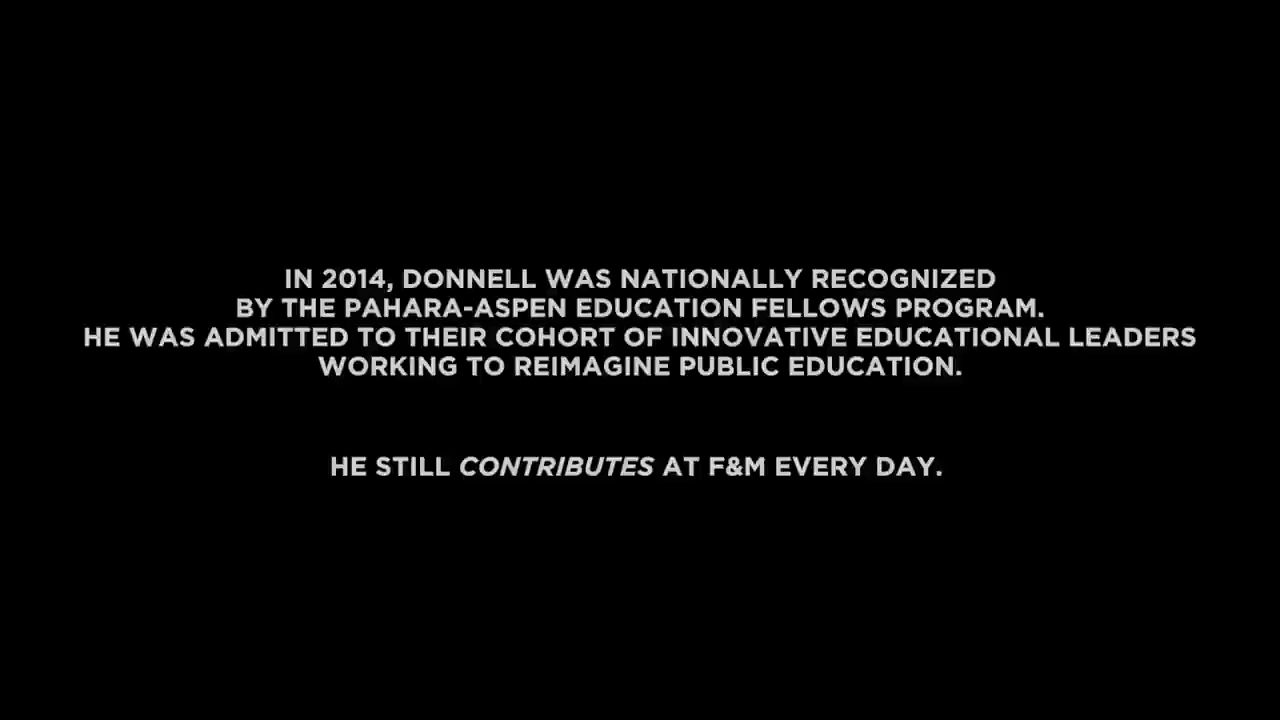 IN 2014, DONNELL WAS NATIONALLY RECOGNIZED
BY THE PAHARA-ASPEN EDUCATION FELLOWS PROGRAM.
HE WAS ADMITTED TO THEIR COHORT OF INNOVATIVE EDUCATIONAL LEADERS
WORKING TO REIMAGINE PUBLIC EDUCATION.
HE STILL CONTRIBUTES AT F&M EVERY DAY.